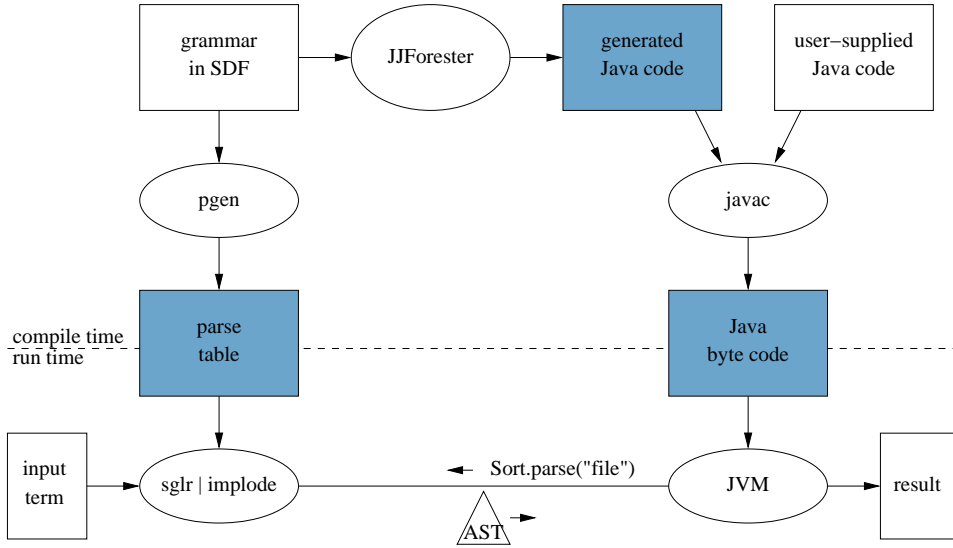 grammar
in SDF
JJForester
generated
Java code
user−supplied
Java code
pgen
javac
parse
table
Java
byte code
compile time
run time
input
term
sglr | implode
Sort.parse("file")
AST
JVM
result